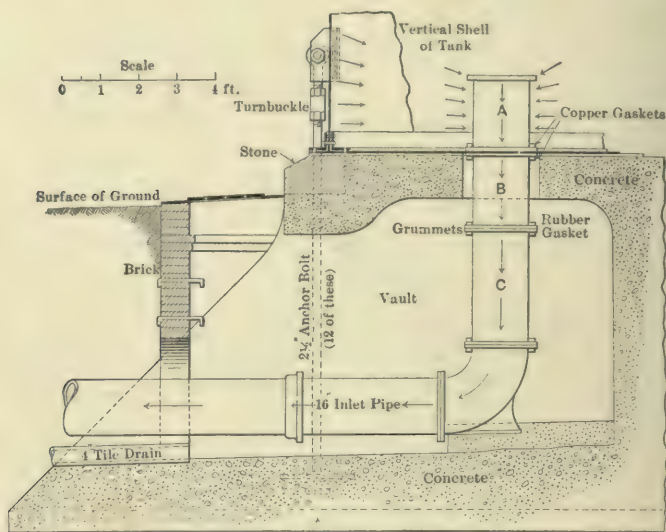 Scale
0 1 2 3 4 ft.
Vertical Shell
of Tank
Turnbuckle
A
Copper Gaskets
Stone
Concrete
B
Surface of Ground
Grummets
Rubber
Gasket
Brick
C
Vault
2¼" Anchor Bolt
(12 of these)
16 Inlet Pipe
4 Tile Drain
Concrete